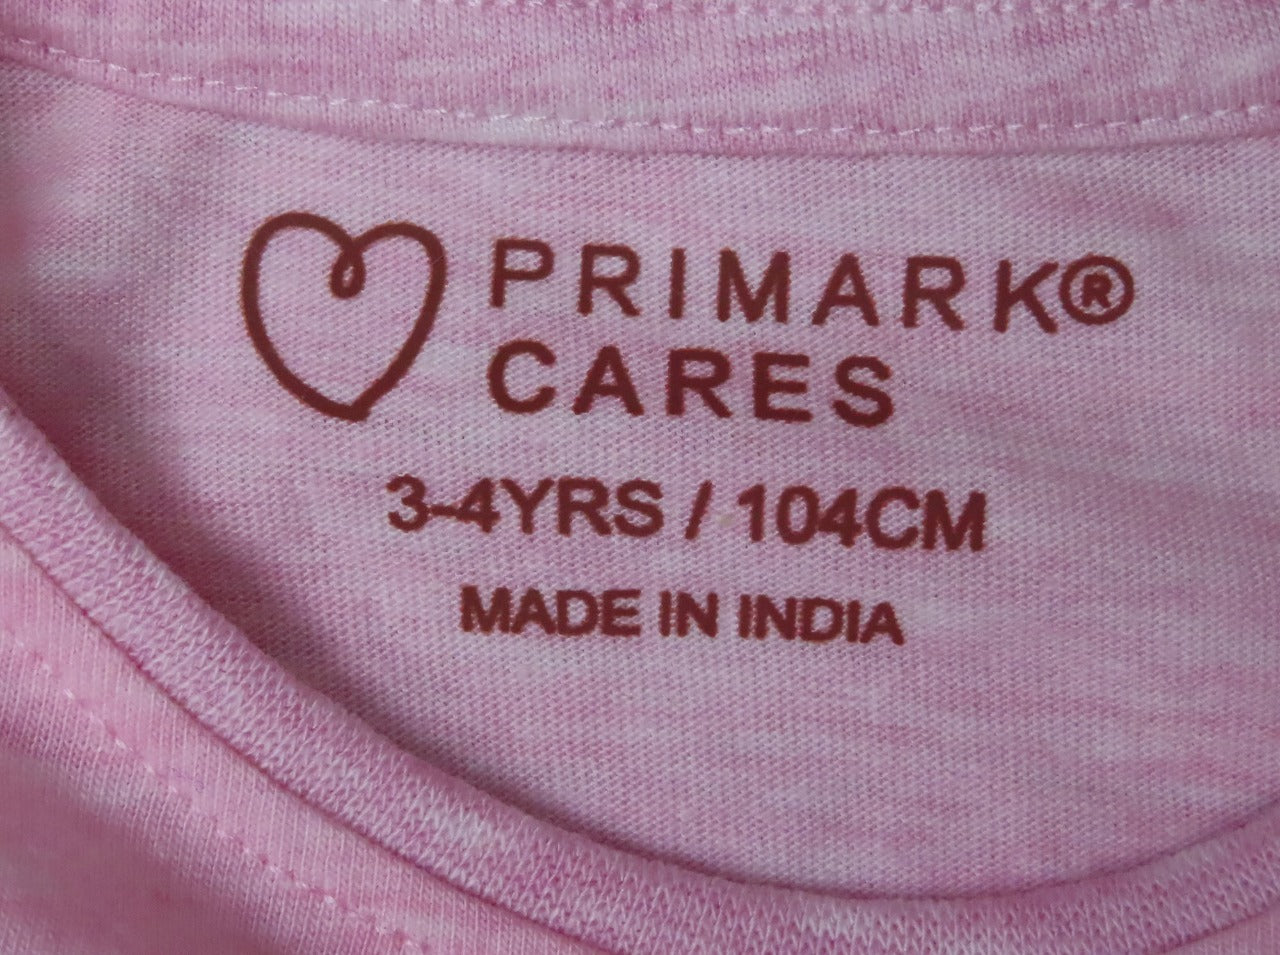 PRIMARK®
CARES
3-4YRS / 104CM
MADE IN INDIA